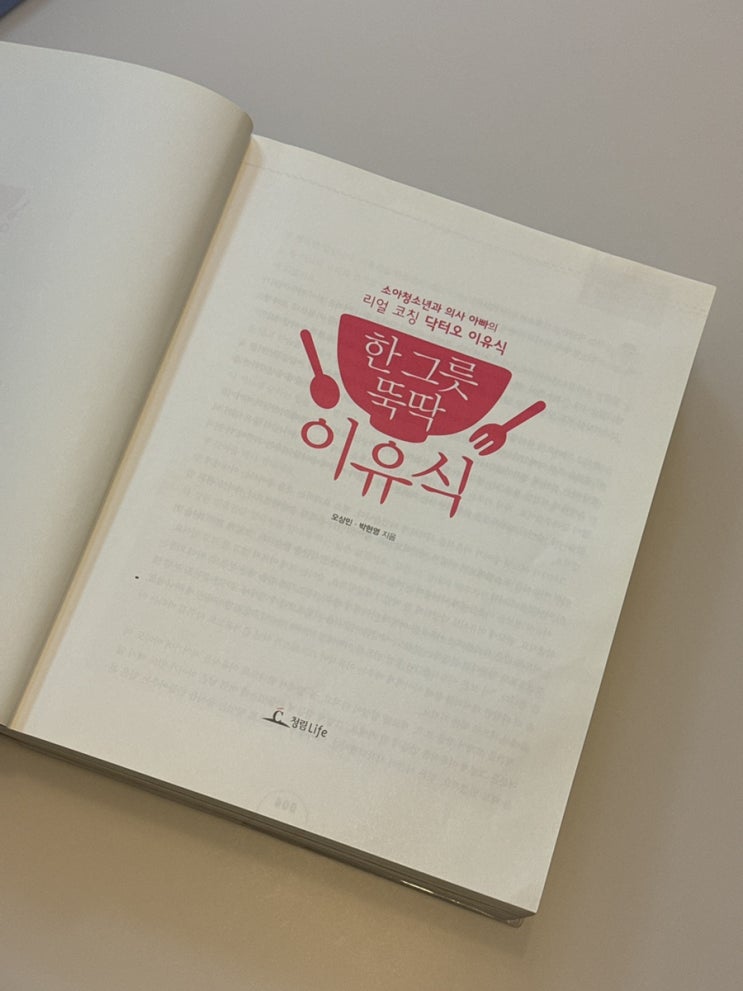 소아청소년과 의사 아빠의
리얼 코칭 닥터오 이유식
한 그릇
뚝딱
이유식
오상민 · 박현영 지음
청림Life